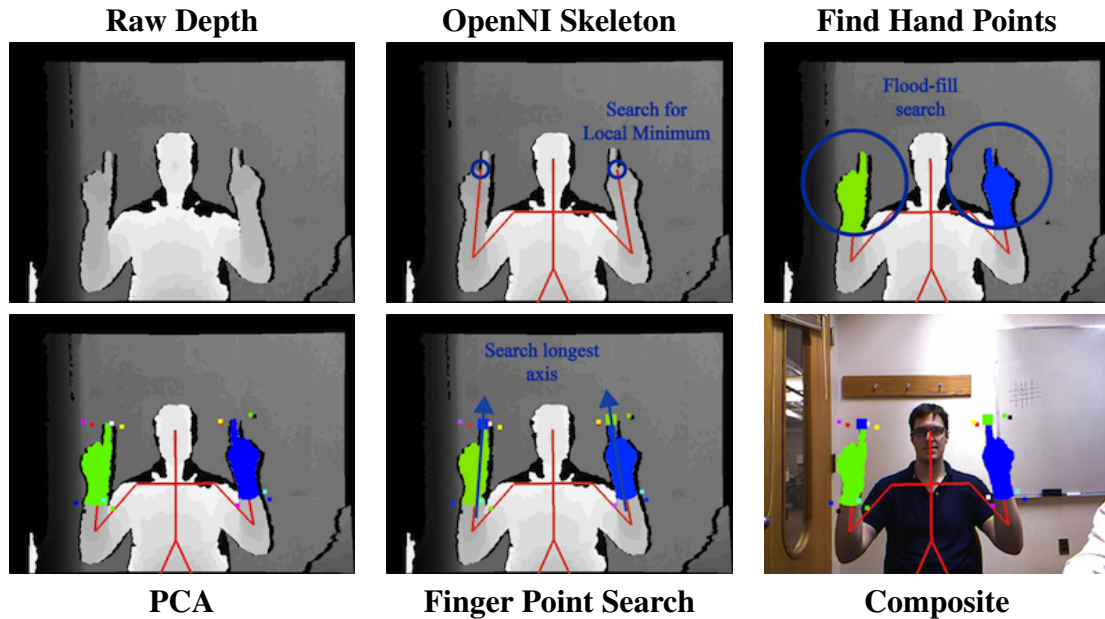 Raw Depth
OpenNI Skeleton
Find Hand Points
Search for
Local Minimum
Flood-fill
search
Search longest
axis
PCA
Finger Point Search
Composite